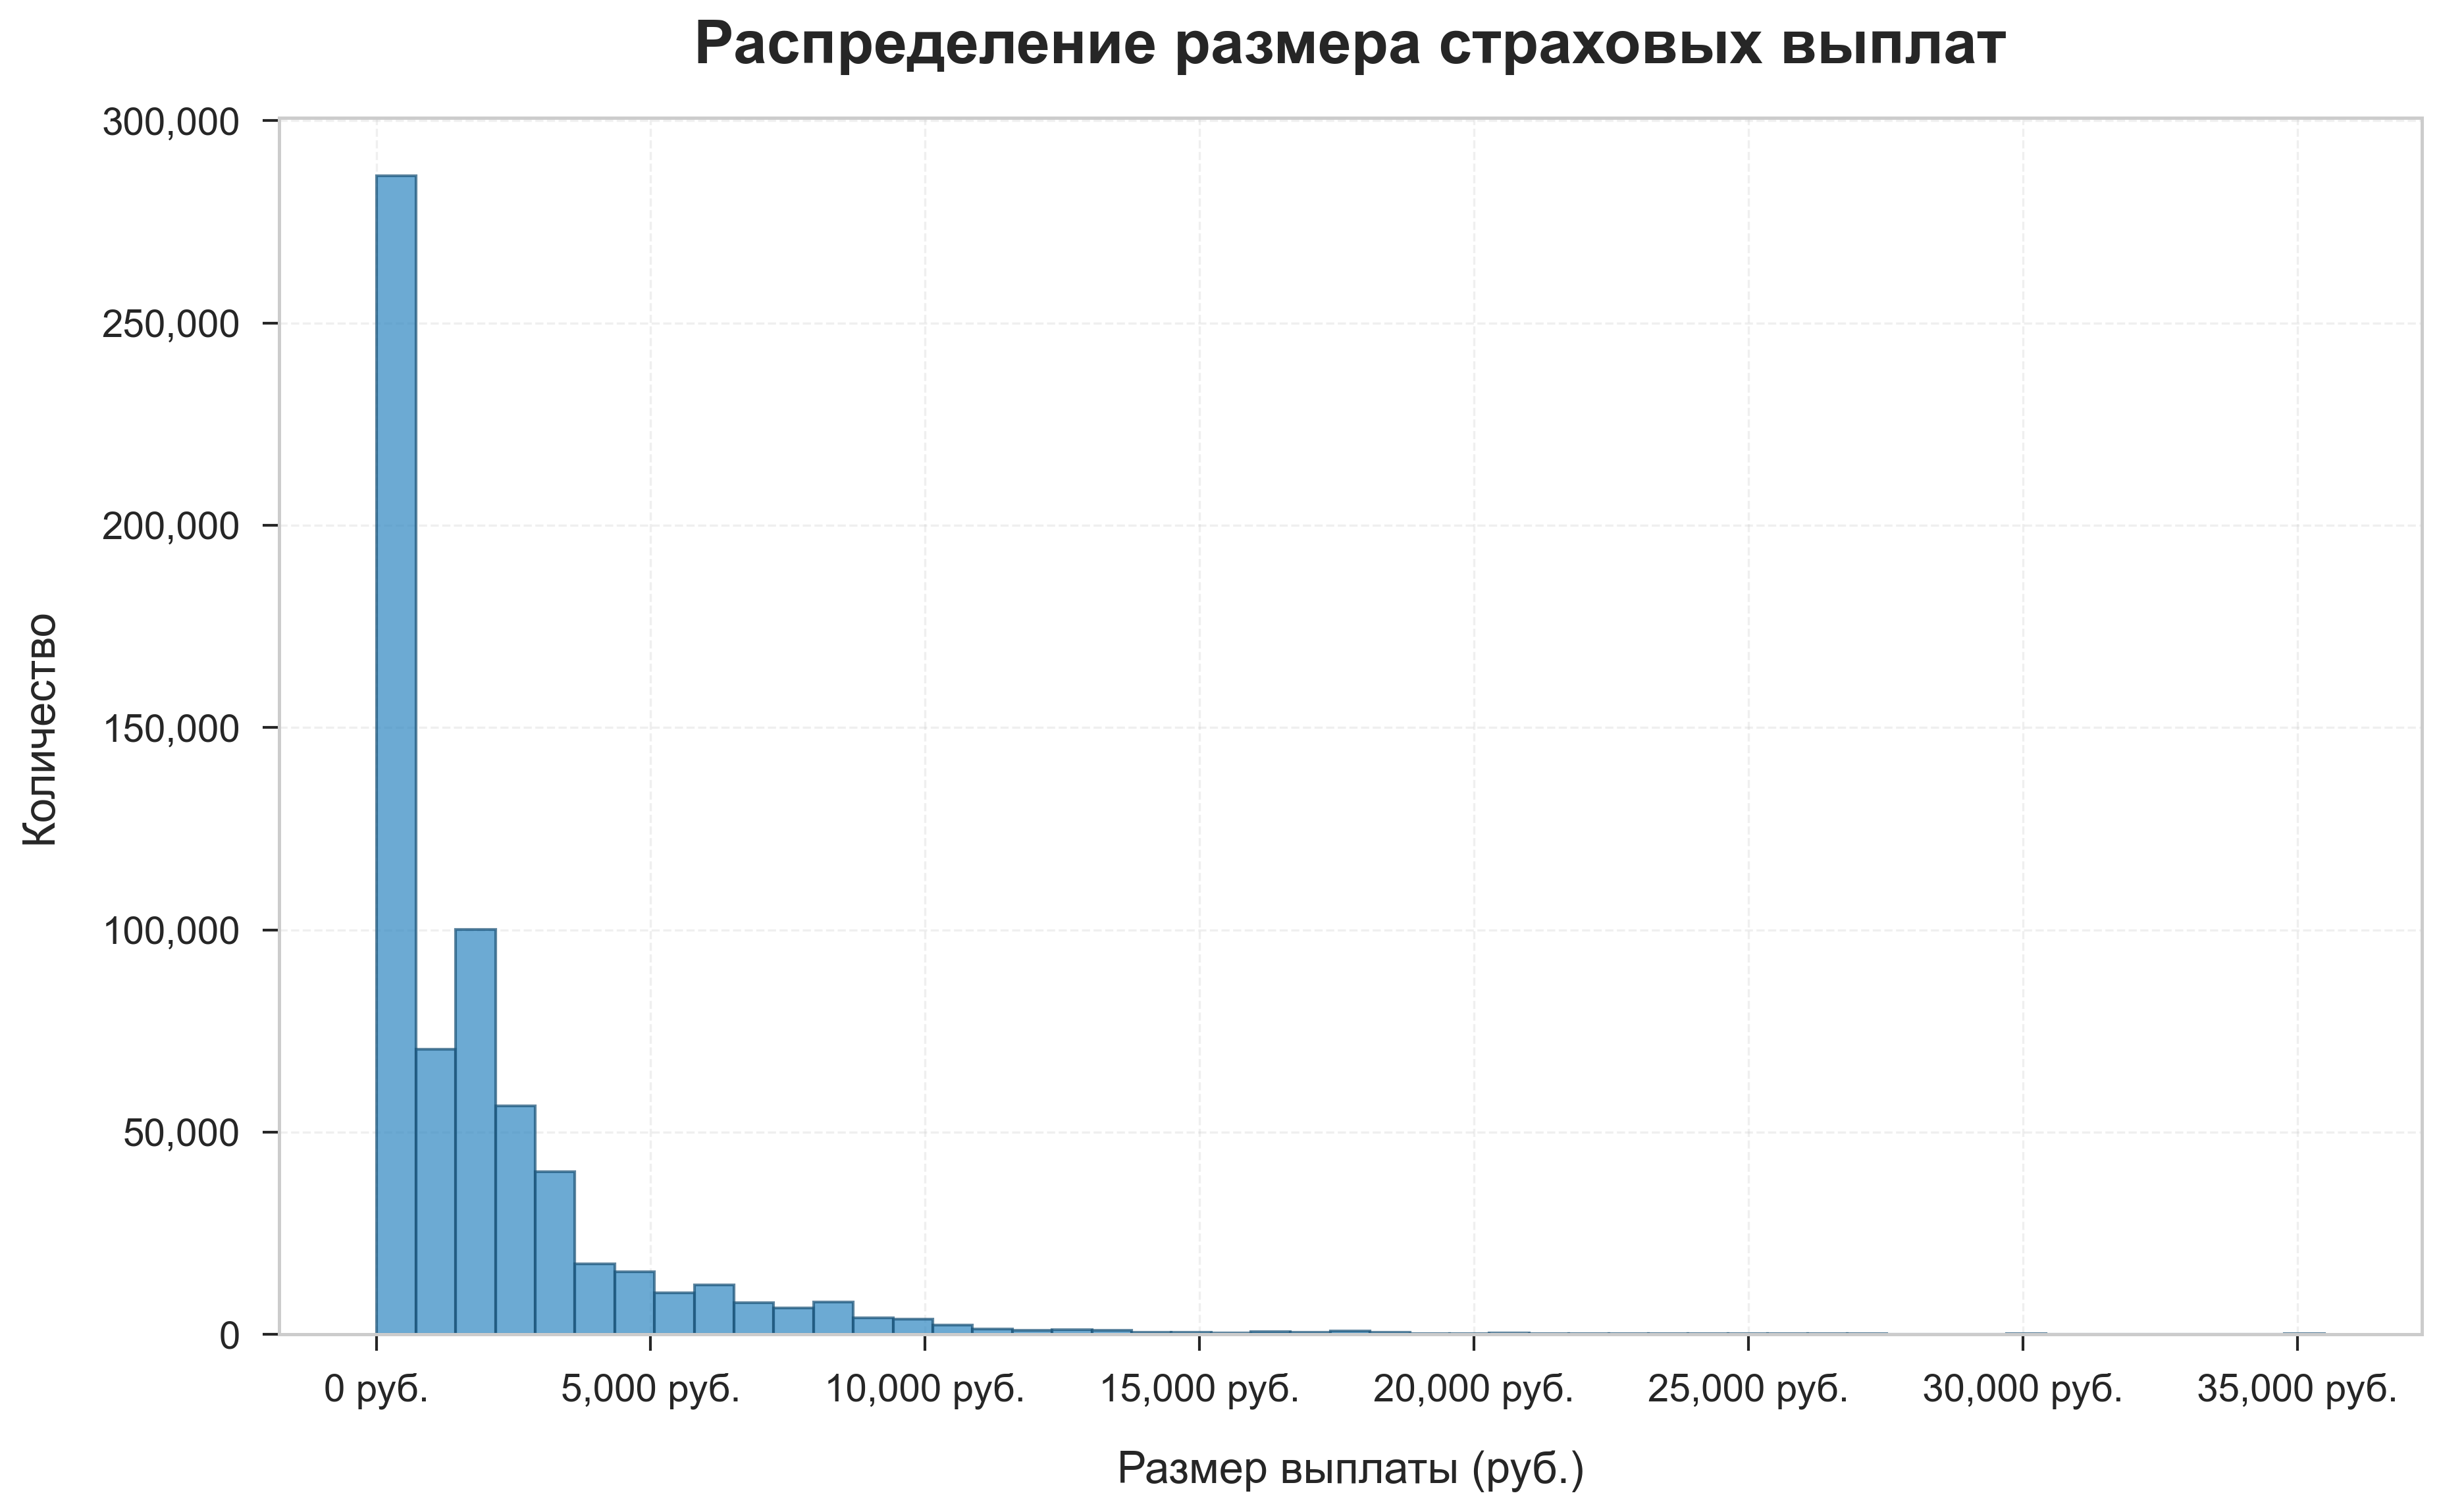 Распределение размера страховых выплат
300,000
250,000
200,000
150,000
100,000
50,000
0
Количество
0 руб.
5,000 руб.
10,000 руб.
15,000 руб.
20,000 руб.
25,000 руб.
30,000 руб.
35,000 руб.
Размер выплаты (руб.)